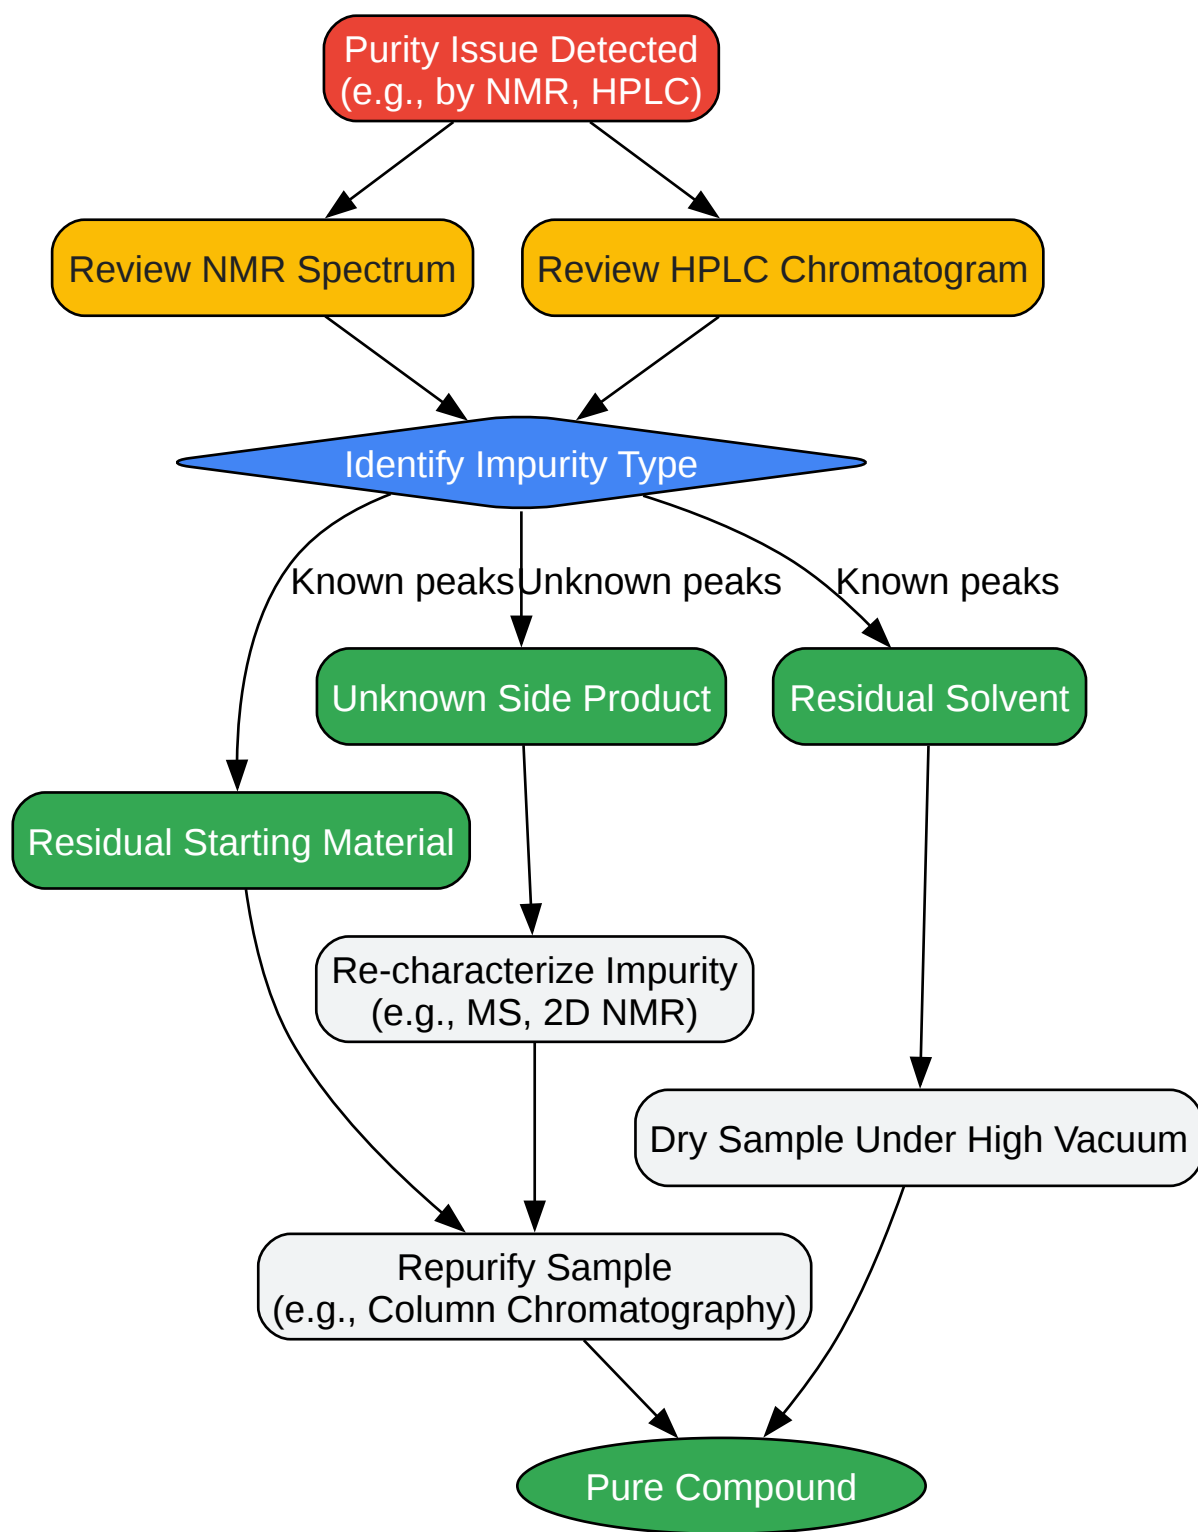 Purity Issue Detected
(e.g., by NMR, HPLC)
Review NMR Spectrum
Review HPLC Chromatogram
Identify Impurity Type
Known peaks
Unknown peaks
Known peaks
Unknown Side Product
Residual Solvent
Residual Starting Material
Re-characterize Impurity
(e.g., MS, 2D NMR)
Dry Sample Under High Vacuum
Repurify Sample
(e.g., Column Chromatography)
Pure Compound